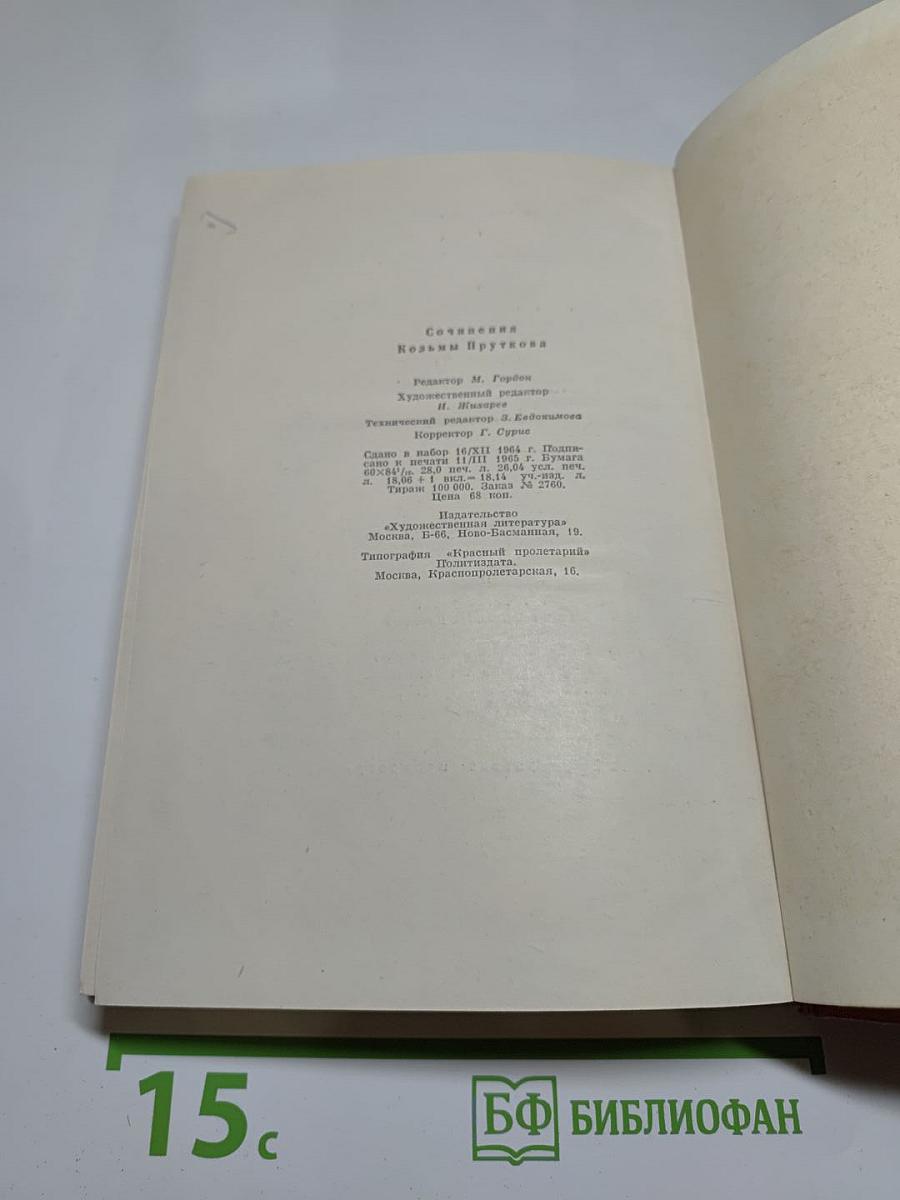 Сочинения
Козьмы Пруткова
Редактор М. Гордон
Художественный редактор
И. Жихарев
Технический редактор З. Евдокимова
Корректор Г. Сурис
Сдано в набор 16/XII 1964 г. Подпи-
сано к печати 11/III 1965 г. Бумага
60×84¹/₁₆. 28,0 печ. л. 26,04 усл. печ.
л. 18,06 + 1 вкл.= 18,14 уч.-изд. л.
Тираж 100 000. Заказ № 2760.
Цена 68 коп.
Издательство
«Художественная литература»
Москва, Б-66, Ново-Басманная, 19.
Типография «Красный пролетарий»
Политиздата.
Москва, Краснопролетарская, 16.
15 с
БФ БИБЛИОФАН